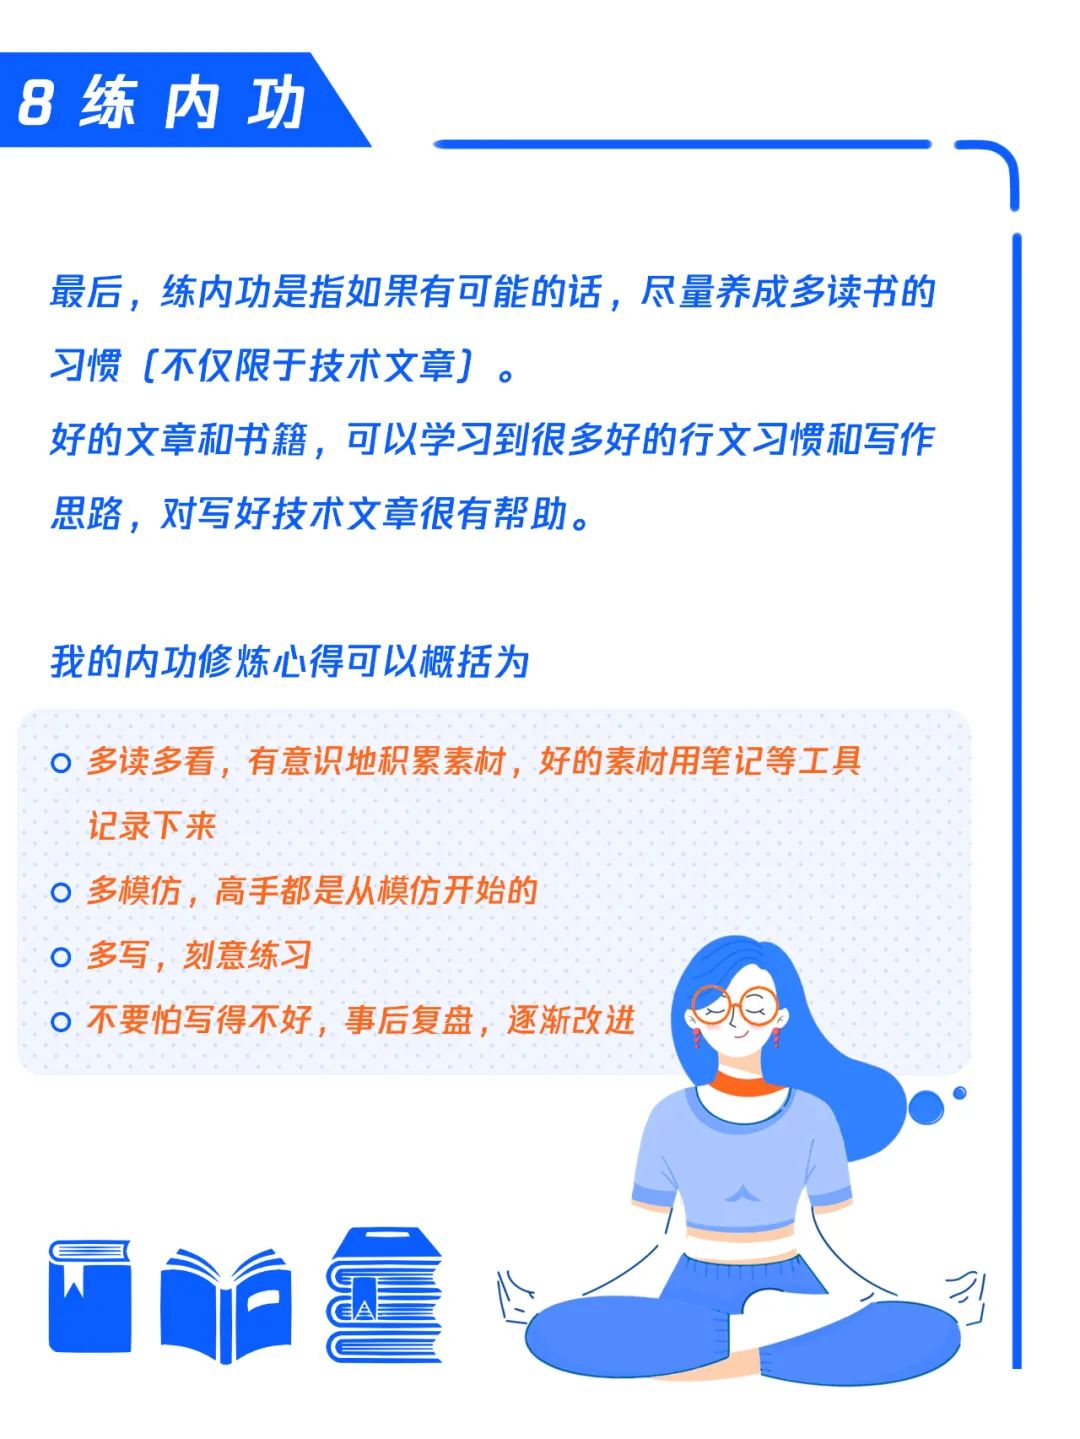 8 练内功
最后，练内功是指如果有可能的话，尽量养成多读书的
习惯（不仅限于技术文章）。
好的文章和书籍，可以学习到很多好的行文习惯和写作
思路，对写好技术文章很有帮助。
我的内功修炼心得可以概括为
多读多看，有意识地积累素材，好的素材用笔记等工具
记录下来
多模仿，高手都是从模仿开始的
多写，刻意练习
不要怕写得不好，事后复盘，逐渐改进